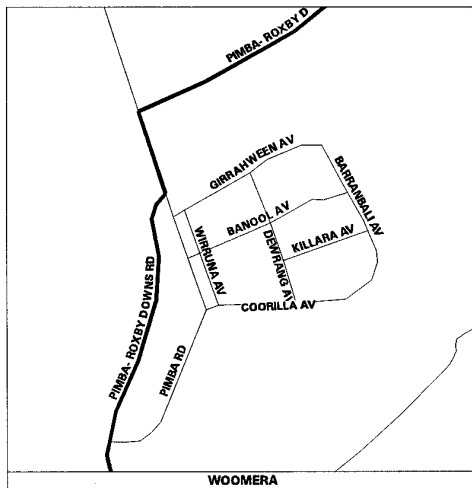 PIMBA- ROXBY D
GIRRAHWEEN AV
BARRANBALI AV
BANOOL AV
WIRRUNA AV
DEWRANG AV
KILLARA AV
COORILLA AV
PIMBA- ROXBY DOWNS RD
PIMBA RD
WOOMERA